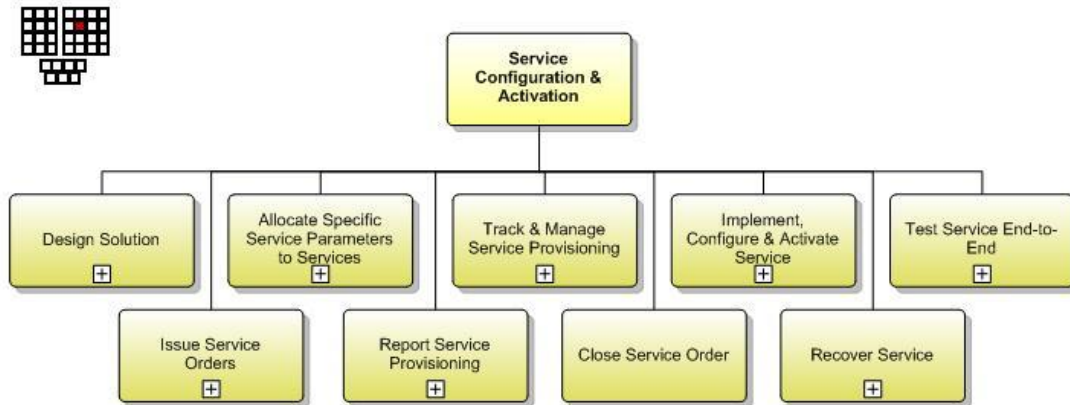 Service
Configuration &
Activation
Design Solution
Allocate Specific
Service Parameters
to Services
Track & Manage
Service Provisioning
Implement,
Configure & Activate
Service
Test Service End-to-
End
Issue Service
Orders
Report Service
Provisioning
Close Service Order
Recover Service